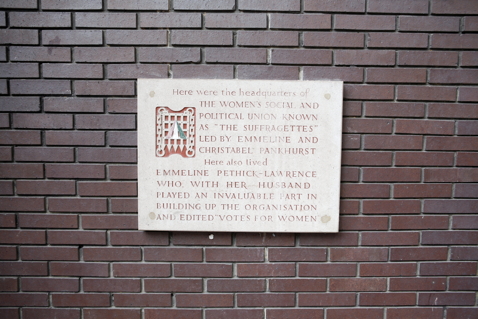 Here were the headquarters of
THE WOMEN'S SOCIAL AND
POLITICAL UNION KNOWN
AS "THE SUFFRAGETTES"
LED BY EMMELINE AND
CHRISTABEL PANKHURST
Here also lived
EMMELINE PETHICK-LAWRENCE
WHO, WITH HER HUSBAND
PLAYED AN INVALUABLE PART IN
BUILDING UP THE ORGANISATION
AND EDITED "VOTES FOR WOMEN"